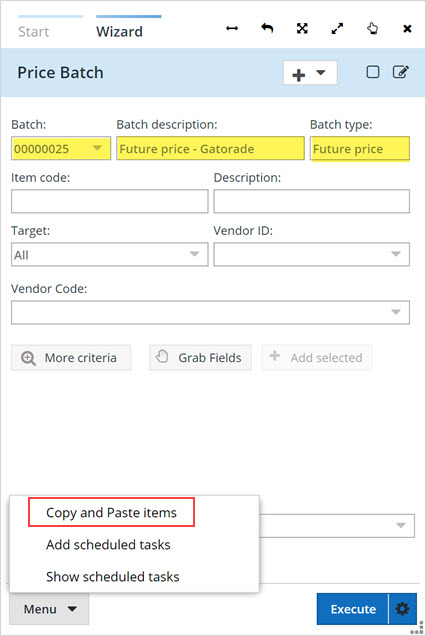 Start Wizard
Price Batch
Batch: Batch description: Batch type:
00000025 Future price - Gatorade Future price
Item code: Description:
Target: Vendor ID:
All
Vendor Code:
More criteria Grab Fields Add selected
Copy and Paste items
Add scheduled tasks
Show scheduled tasks
Menu Execute